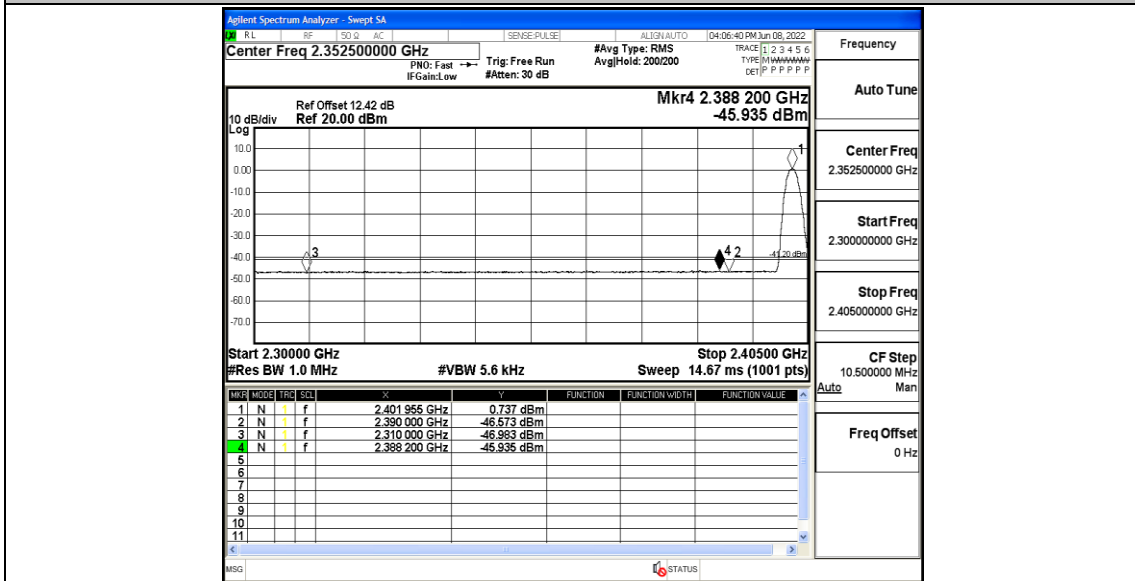 Agilent Spectrum Analyzer - Swept SA
RL RF 50 Ω AC SENSE:PULSE ALIGN AUTO 04:06:40 PM Jun 08, 2022
Center Freq 2.352500000 GHz
PNO: Fast
IFGain:Low
Trig: Free Run
#Atten: 30 dB
#Avg Type: RMS
Avg|Hold: 200/200
TRACE 1 2 3 4 5 6
TYPE M
DET P P P P P P
Mkr4 2.388 200 GHz
-45.935 dBm
Ref Offset 12.42 dB
10 dB/div Ref 20.00 dBm
Log
10.0
0.00
-10.0
-20.0
-30.0
-40.0
-50.0
-60.0
-70.0
1
3
4 2
-41.20 dBm
Start 2.30000 GHz Stop 2.40500 GHz
#Res BW 1.0 MHz #VBW 5.6 kHz Sweep 14.67 ms (1001 pts)
MKR MODE TRC SCL X Y FUNCTION FUNCTION WIDTH FUNCTION VALUE
1 N 1 f 2.401 955 GHz 0.737 dBm
2 N 1 f 2.390 000 GHz -46.573 dBm
3 N 1 f 2.310 000 GHz -46.983 dBm
4 N 1 f 2.388 200 GHz -45.935 dBm
5
6
7
8
9
10
11
MSG STATUS
Frequency
Auto Tune
Center Freq
2.352500000 GHz
Start Freq
2.300000000 GHz
Stop Freq
2.405000000 GHz
CF Step
10.500000 MHz
Auto Man
Freq Offset
0 Hz